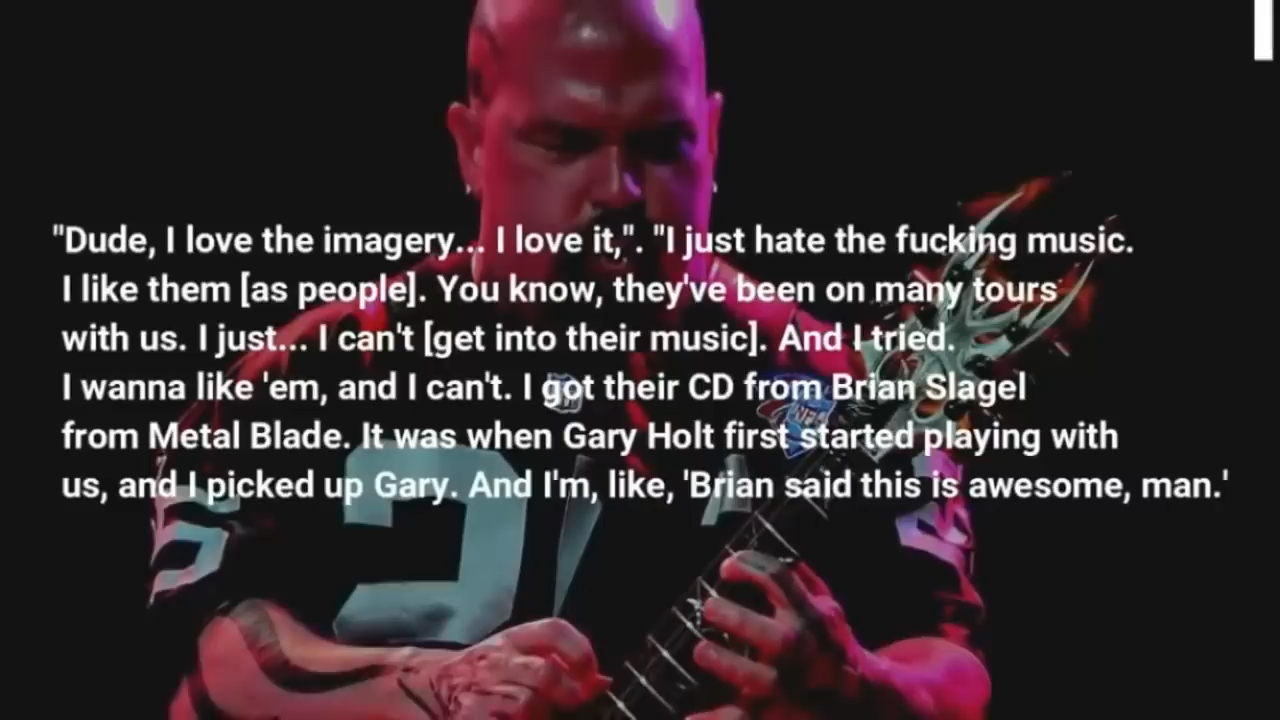 "Dude, I love the imagery... I love it,". "I just hate the fucking music.
I like them [as people]. You know, they've been on many tours
with us. I just... I can't [get into their music]. And I tried.
I wanna like 'em, and I can't. I got their CD from Brian Slagel
from Metal Blade. It was when Gary Holt first started playing with
us, and I picked up Gary. And I'm, like, 'Brian said this is awesome, man.'
NFL